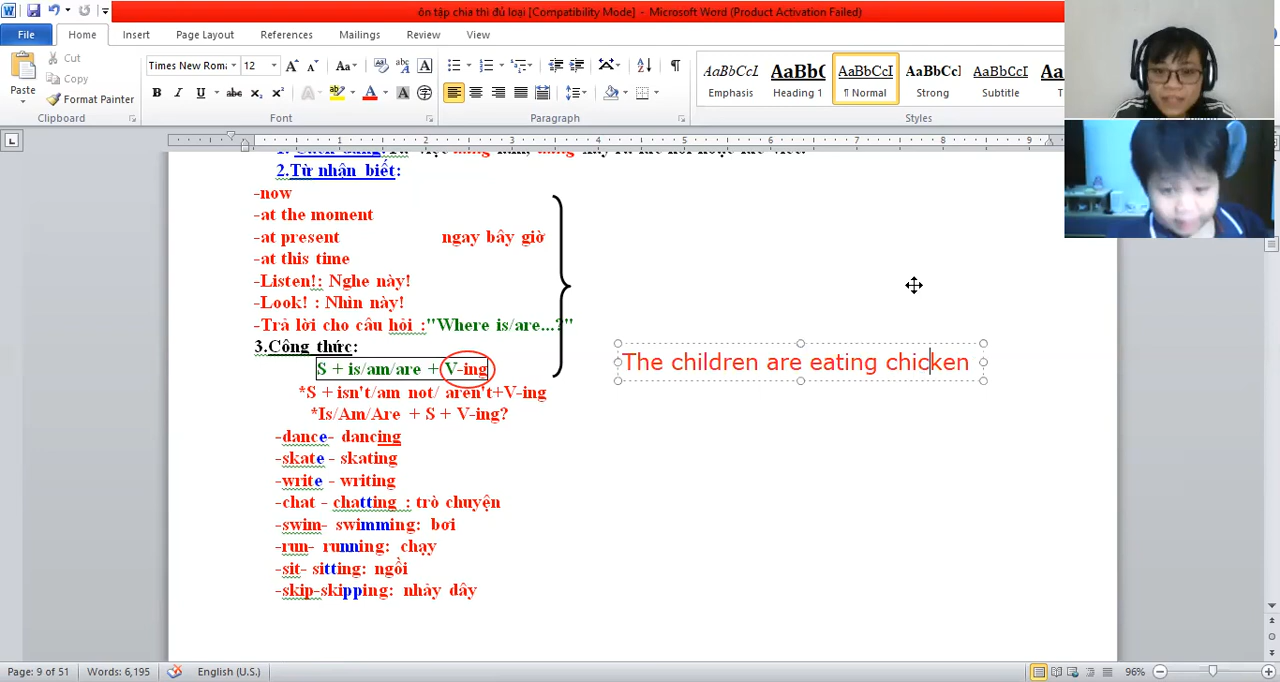 ôn tập chia thì đủ loại [Compatibility Mode] - Microsoft Word (Product Activation Failed)
File Home Insert Page Layout References Mailings Review View
Paste
Cut
Copy
Format Painter
Clipboard
Times New Roma 12
Font
Paragraph
AaBbCcI AaBbC AaBbCcI AaBbCcI AaBbCcI Aa
Emphasis Heading 1 ¶ Normal Strong Subtitle T
Styles
2.Từ nhận biết:
-now
-at the moment
-at present ngay bây giờ
-at this time
-Listen!: Nghe này!
-Look! : Nhìn này!
-Trả lời cho câu hỏi :"Where is/are...?"
3.Công thức:
S + is/am/are + V-ing
The children are eating chicken
*S + isn't/am not/ aren't+V-ing
*Is/Am/Are + S + V-ing?
-dance- dancing
-skate - skating
-write - writing
-chat - chatting : trò chuyện
-swim- swimming: bơi
-run- running: chạy
-sit- sitting: ngồi
-skip-skipping: nhảy dây
Page: 9 of 51 Words: 6,195 English (U.S.) 96%